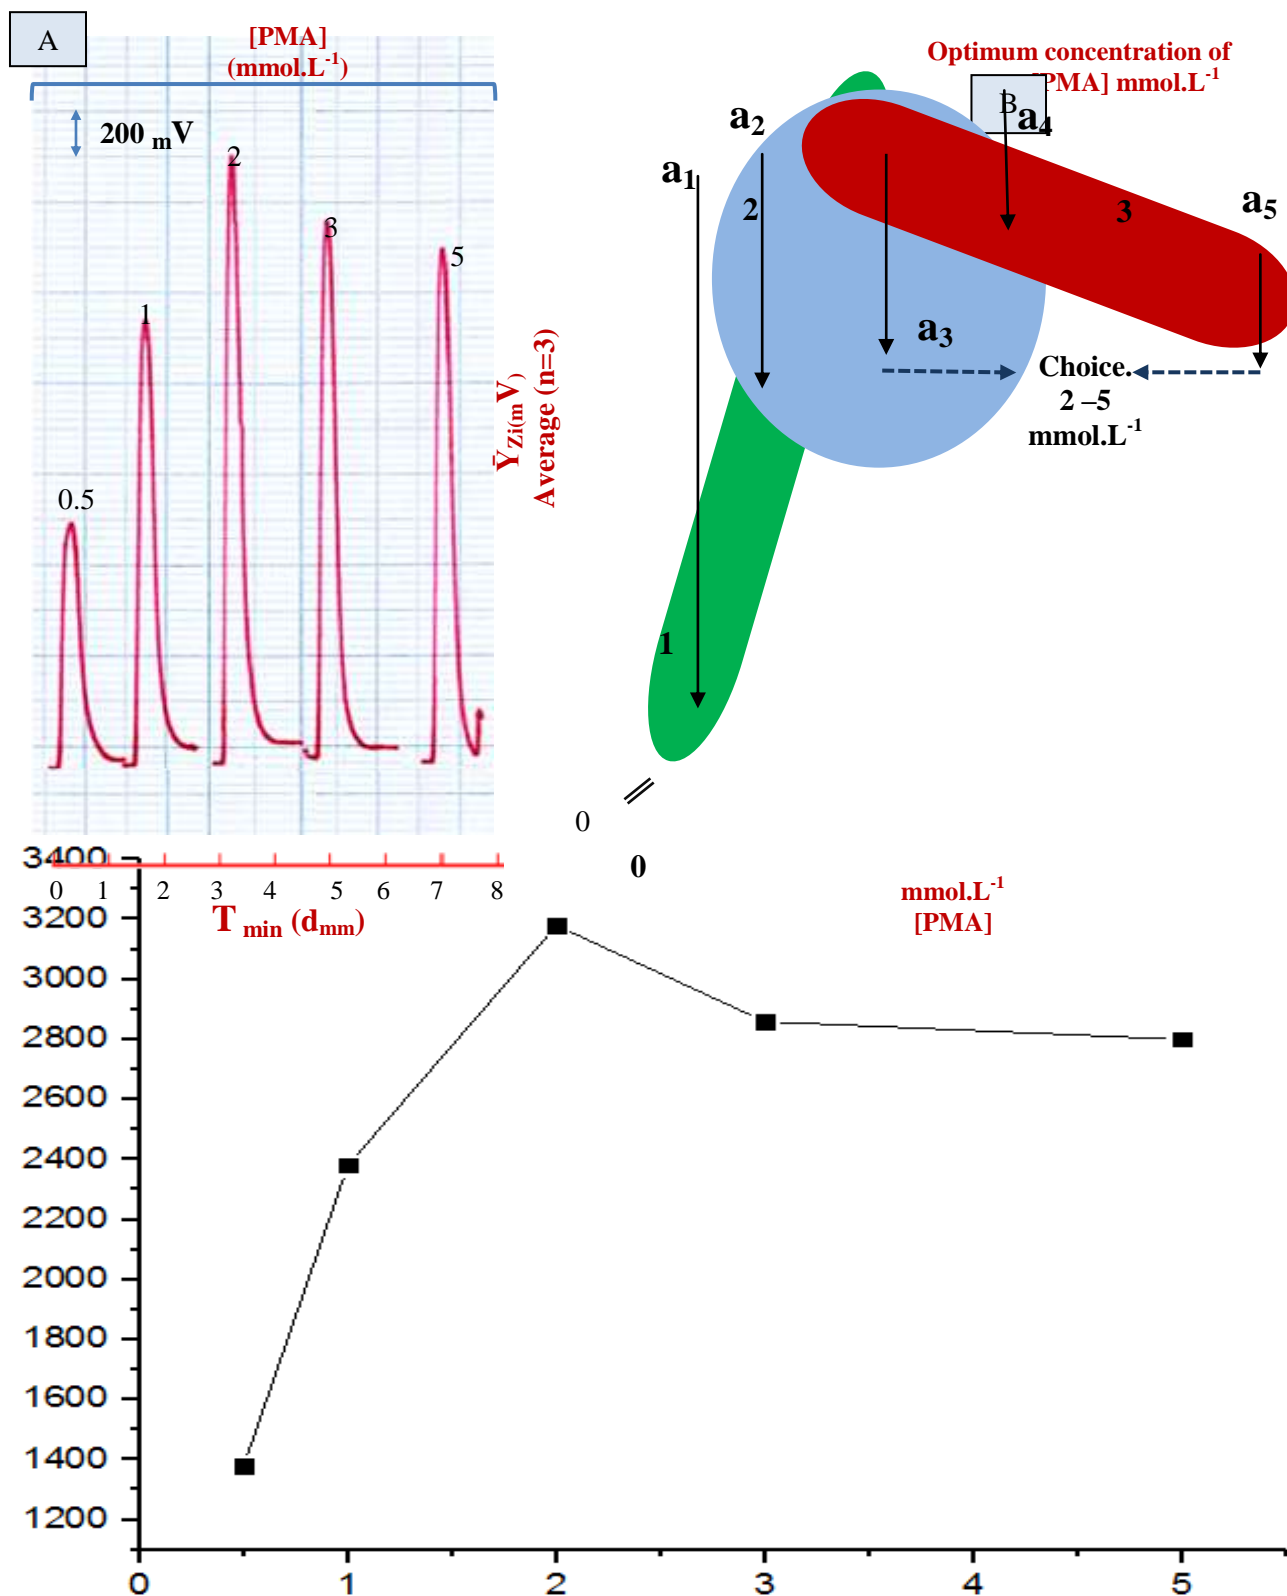 A
[PMA]
(mmol.L-1)
200 mV
0.5
1
2
3
5
Optimum concentration of
[PMA] mmol.L-1
B
a1
a2
a3
a4
a5
1
2
3
Choice.
2 –5
mmol.L-1
ȲZi(mV)
Average (n=3)
0
0
mmol.L-1
[PMA]
0 1 2 3 4 5 6 7 8
T min (dmm)
3400
3200
3000
2800
2600
2400
2200
2000
1800
1600
1400
1200
0 1 2 3 4 5